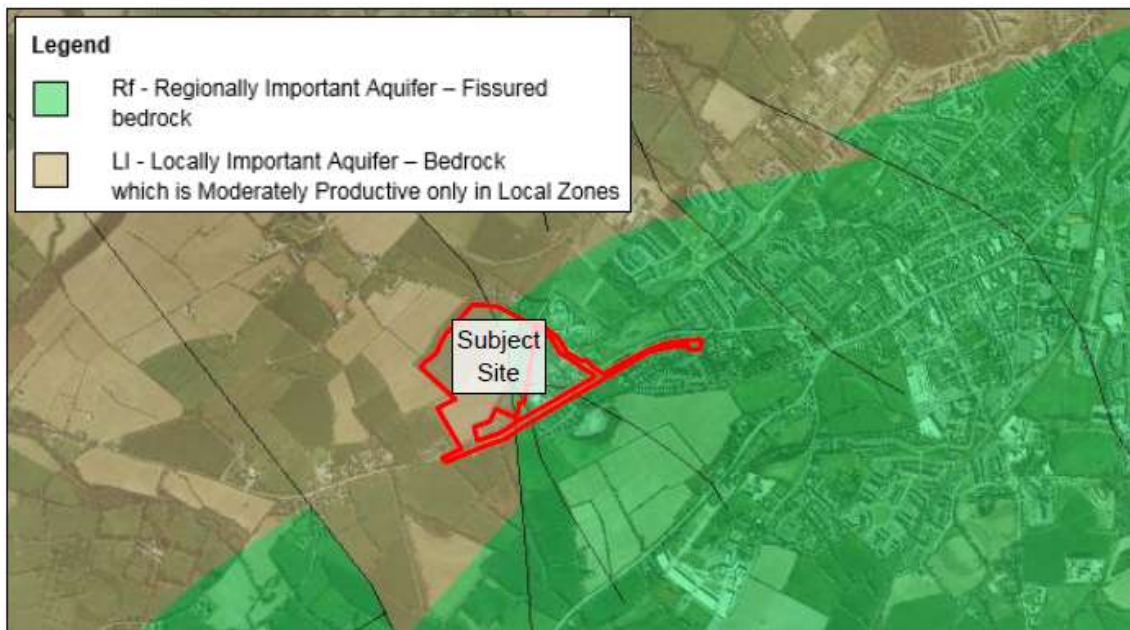 Legend
Rf - Regionally Important Aquifer – Fissured
bedrock
Ll - Locally Important Aquifer – Bedrock
which is Moderately Productive only in Local Zones
Subject
Site